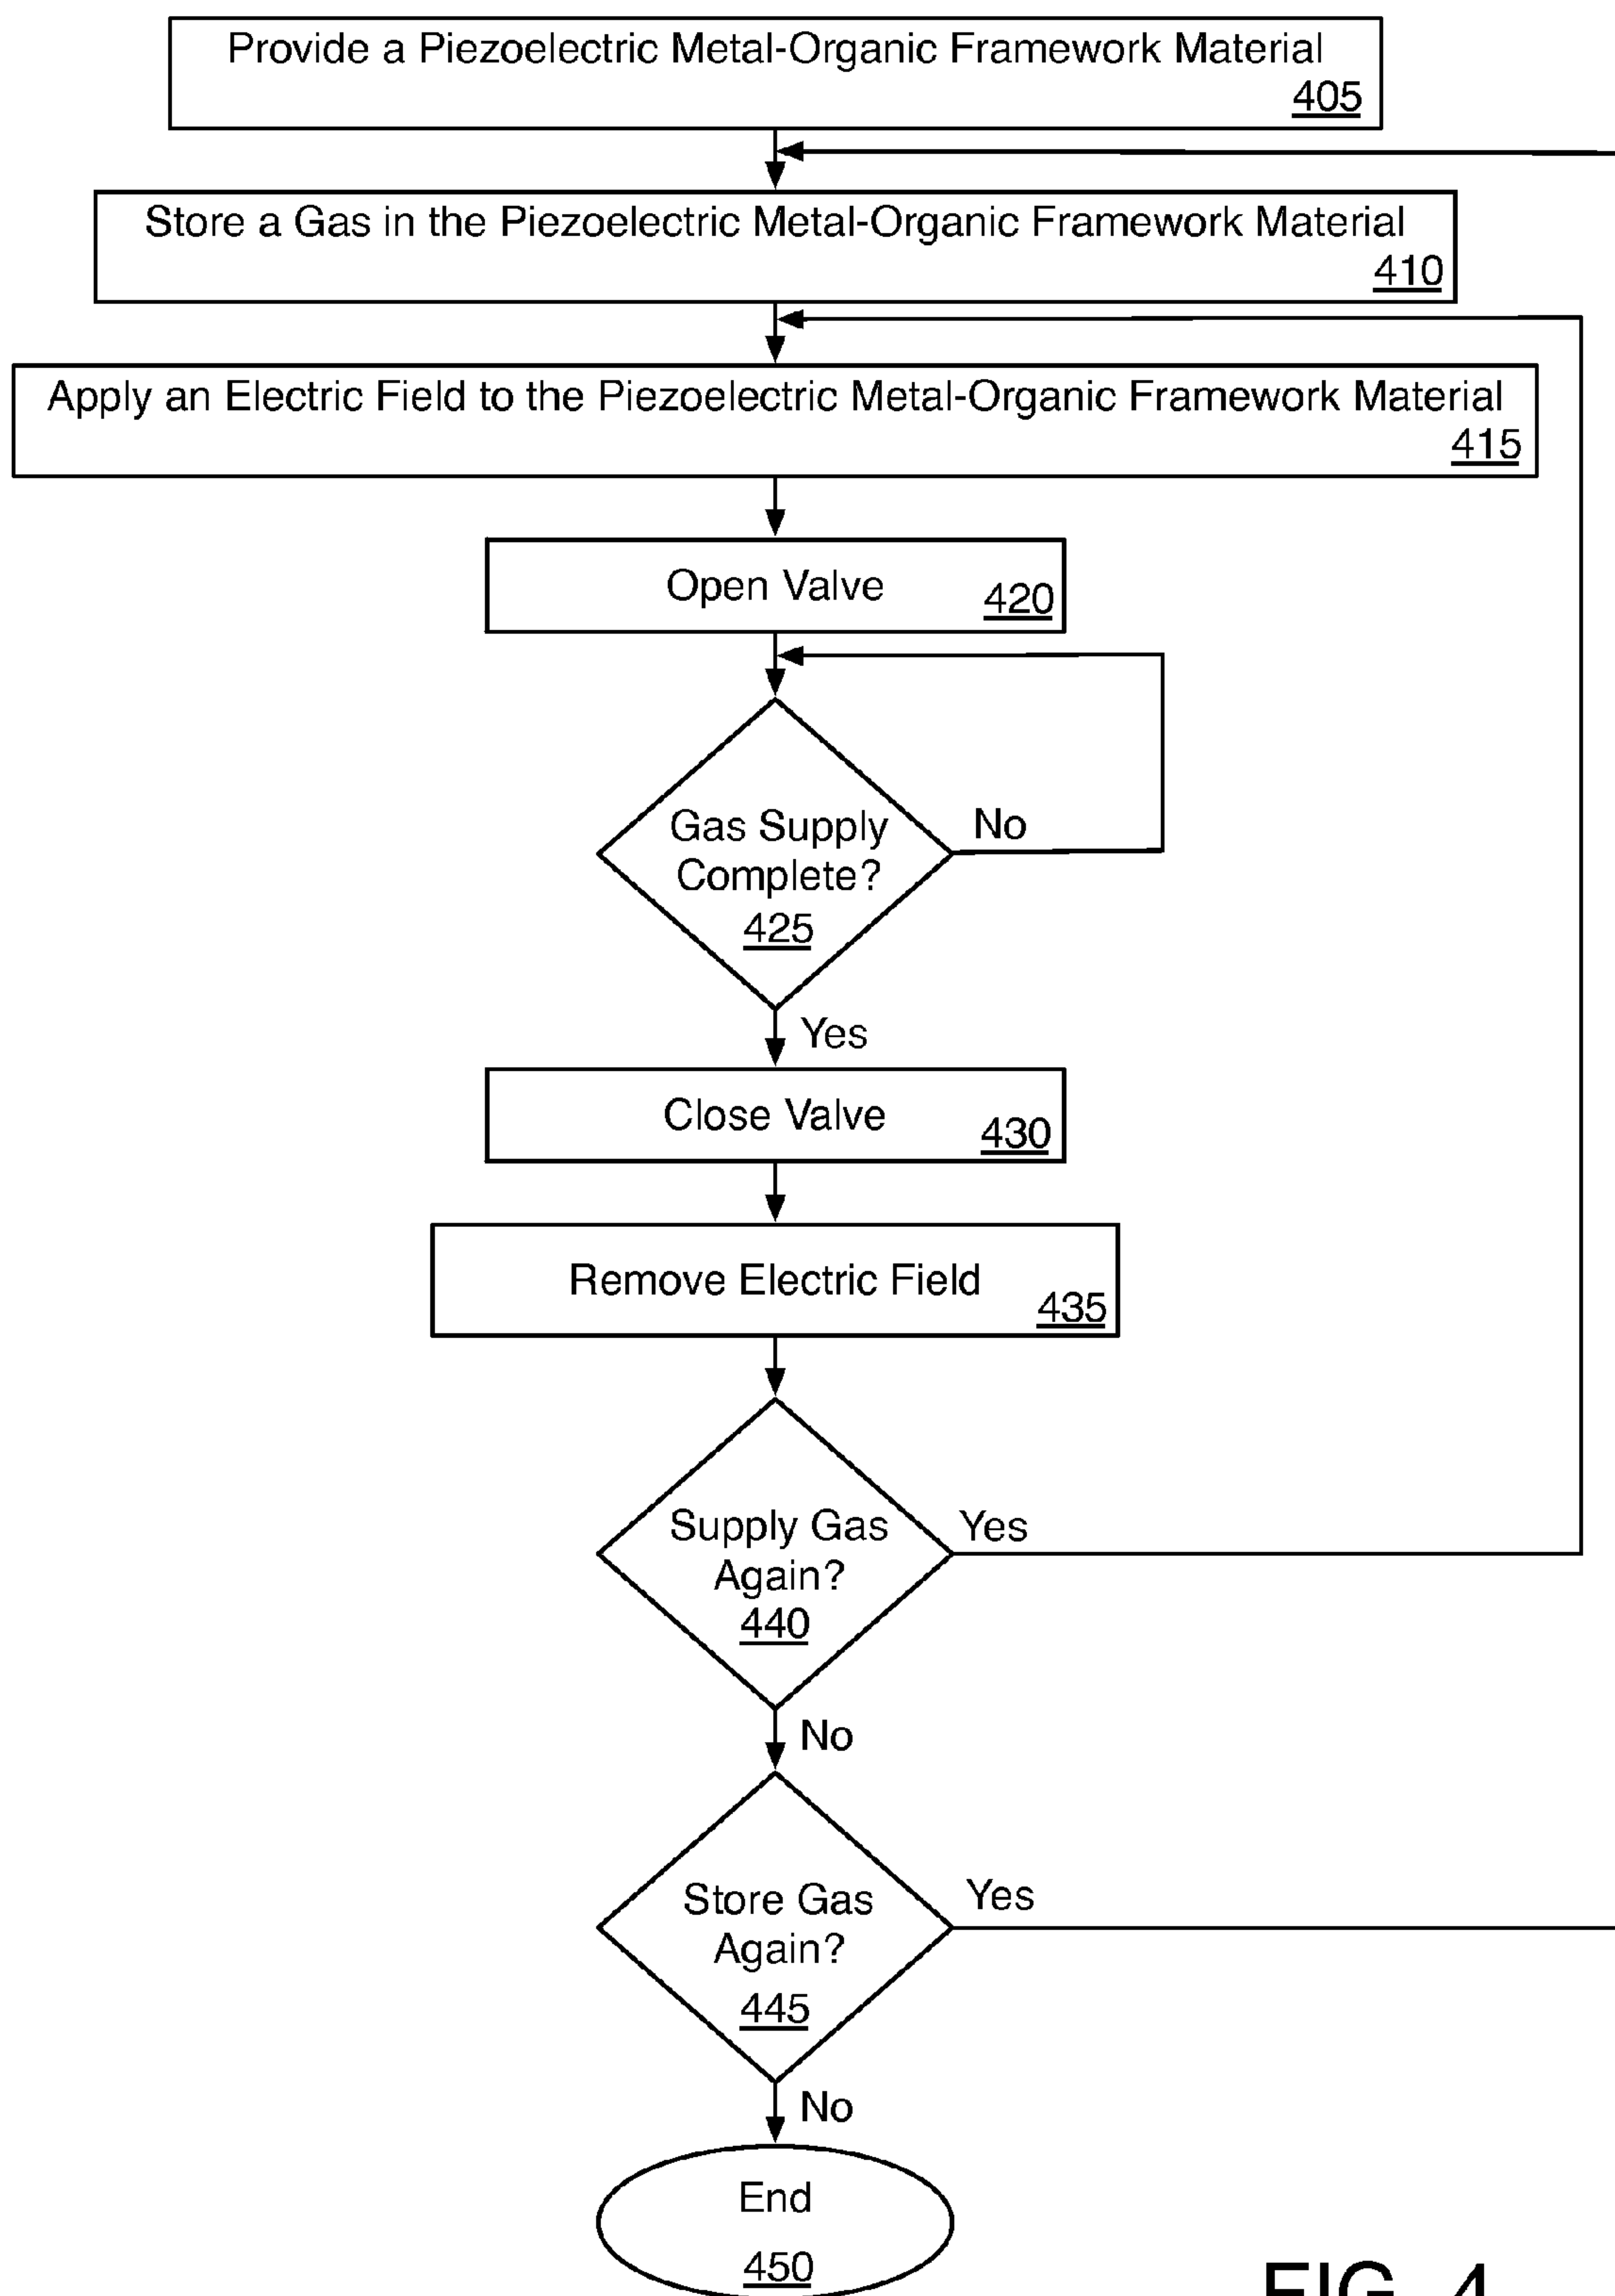 Provide a Piezoelectric Metal-Organic Framework Material
405
Store a Gas in the Piezoelectric Metal-Organic Framework Material
410
Apply an Electric Field to the Piezoelectric Metal-Organic Framework Material
415
Open Valve
420
Gas Supply
Complete?
425
No
Yes
Close Valve
430
Remove Electric Field
435
Supply Gas
Again?
440
Yes
No
Store Gas
Again?
445
Yes
No
End
450
FIG. 4